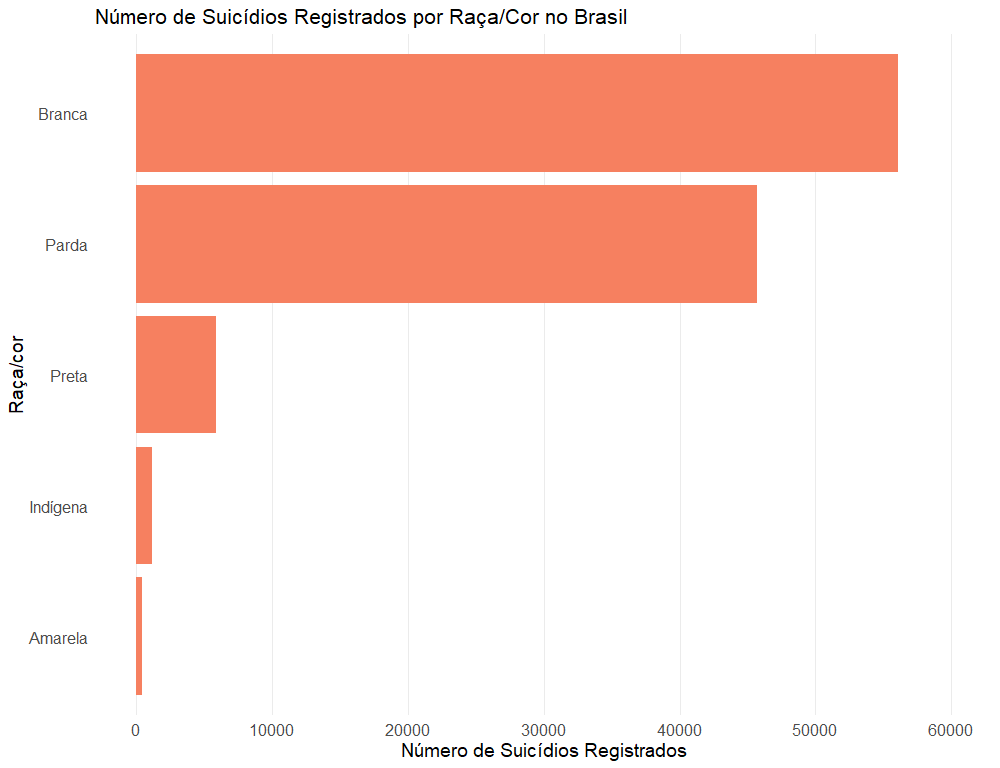 Número de Suicídios Registrados por Raça/Cor no Brasil
Raça/cor
Branca
Parda
Preta
Indígena
Amarela
0 10000 20000 30000 40000 50000 60000
Número de Suicídios Registrados